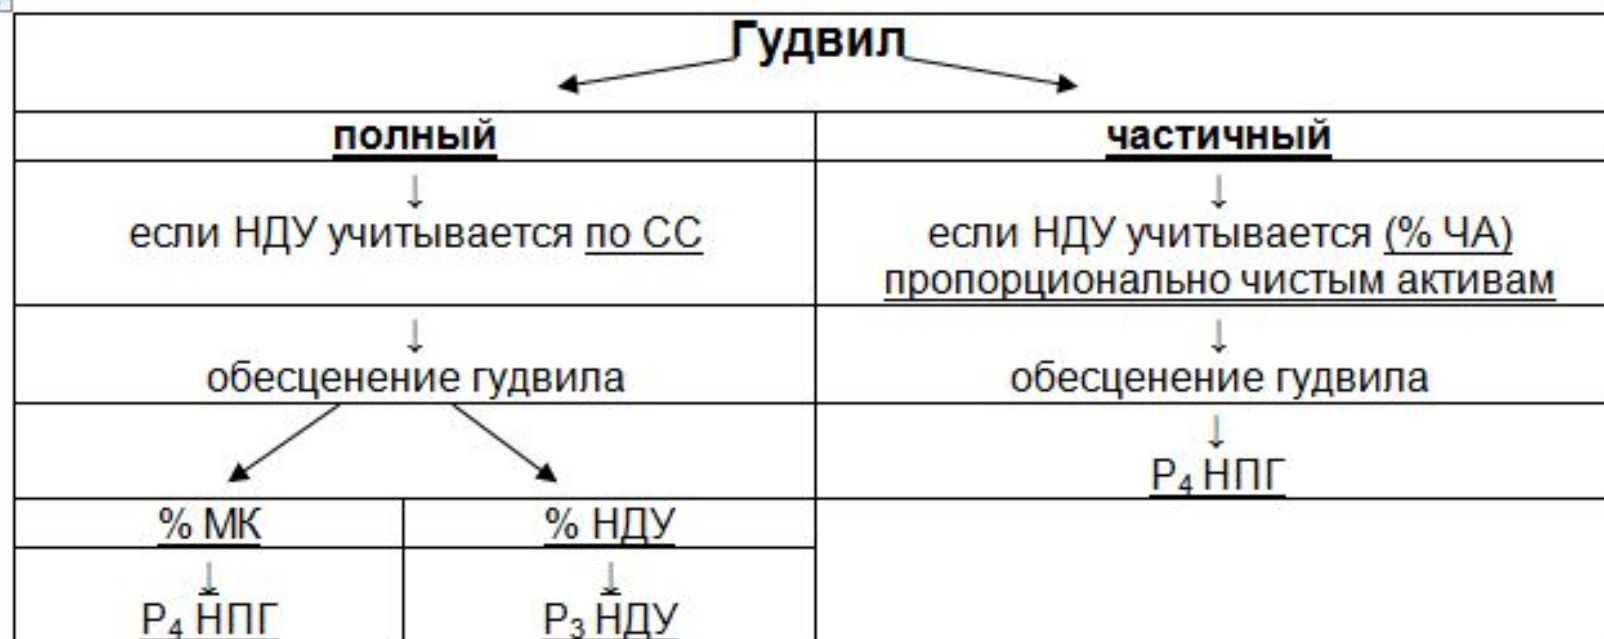 Гудвил
полный
частичный
↓
если НДУ учитывается по СС
↓
если НДУ учитывается (% ЧА)
пропорционально чистым активам
↓
обесценение гудвила
↓
обесценение гудвила
↓
Р₄ НПГ
% МК
% НДУ
↓
Р₄ НПГ
↓
Р₃ НДУ